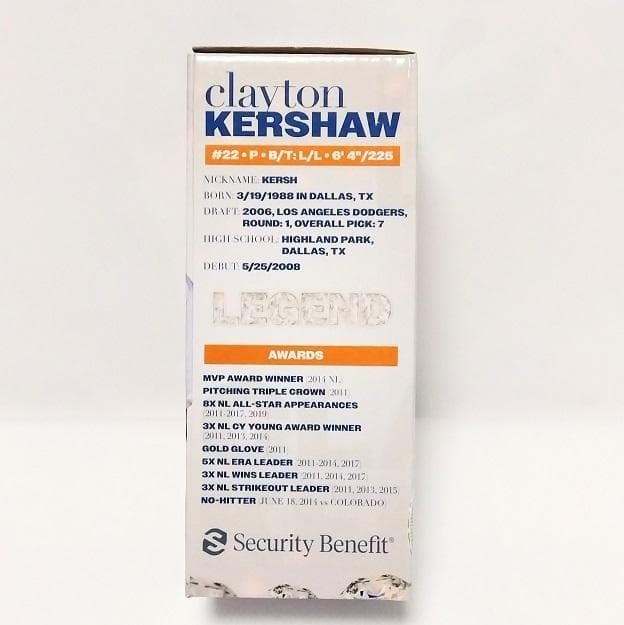 clayton
KERSHAW
#22 • P • B/T: L/L • 6' 4"/225
NICKNAME: KERSH
BORN: 3/19/1988 IN DALLAS, TX
DRAFT: 2006, LOS ANGELES DODGERS,
ROUND: 1, OVERALL PICK: 7
HIGH SCHOOL: HIGHLAND PARK,
DALLAS, TX
DEBUT: 5/25/2008
LEGEND
AWARDS
MVP AWARD WINNER (2014 NL)
PITCHING TRIPLE CROWN (2011)
8X NL ALL-STAR APPEARANCES
(2011-2017, 2019)
3X NL CY YOUNG AWARD WINNER
(2011, 2013, 2014)
GOLD GLOVE (2011)
5X NL ERA LEADER (2011-2014, 2017)
3X NL WINS LEADER (2011, 2014, 2017)
3X NL STRIKEOUT LEADER (2011, 2013, 2015)
NO-HITTER (JUNE 18, 2014 vs COLORADO)
Security Benefit®